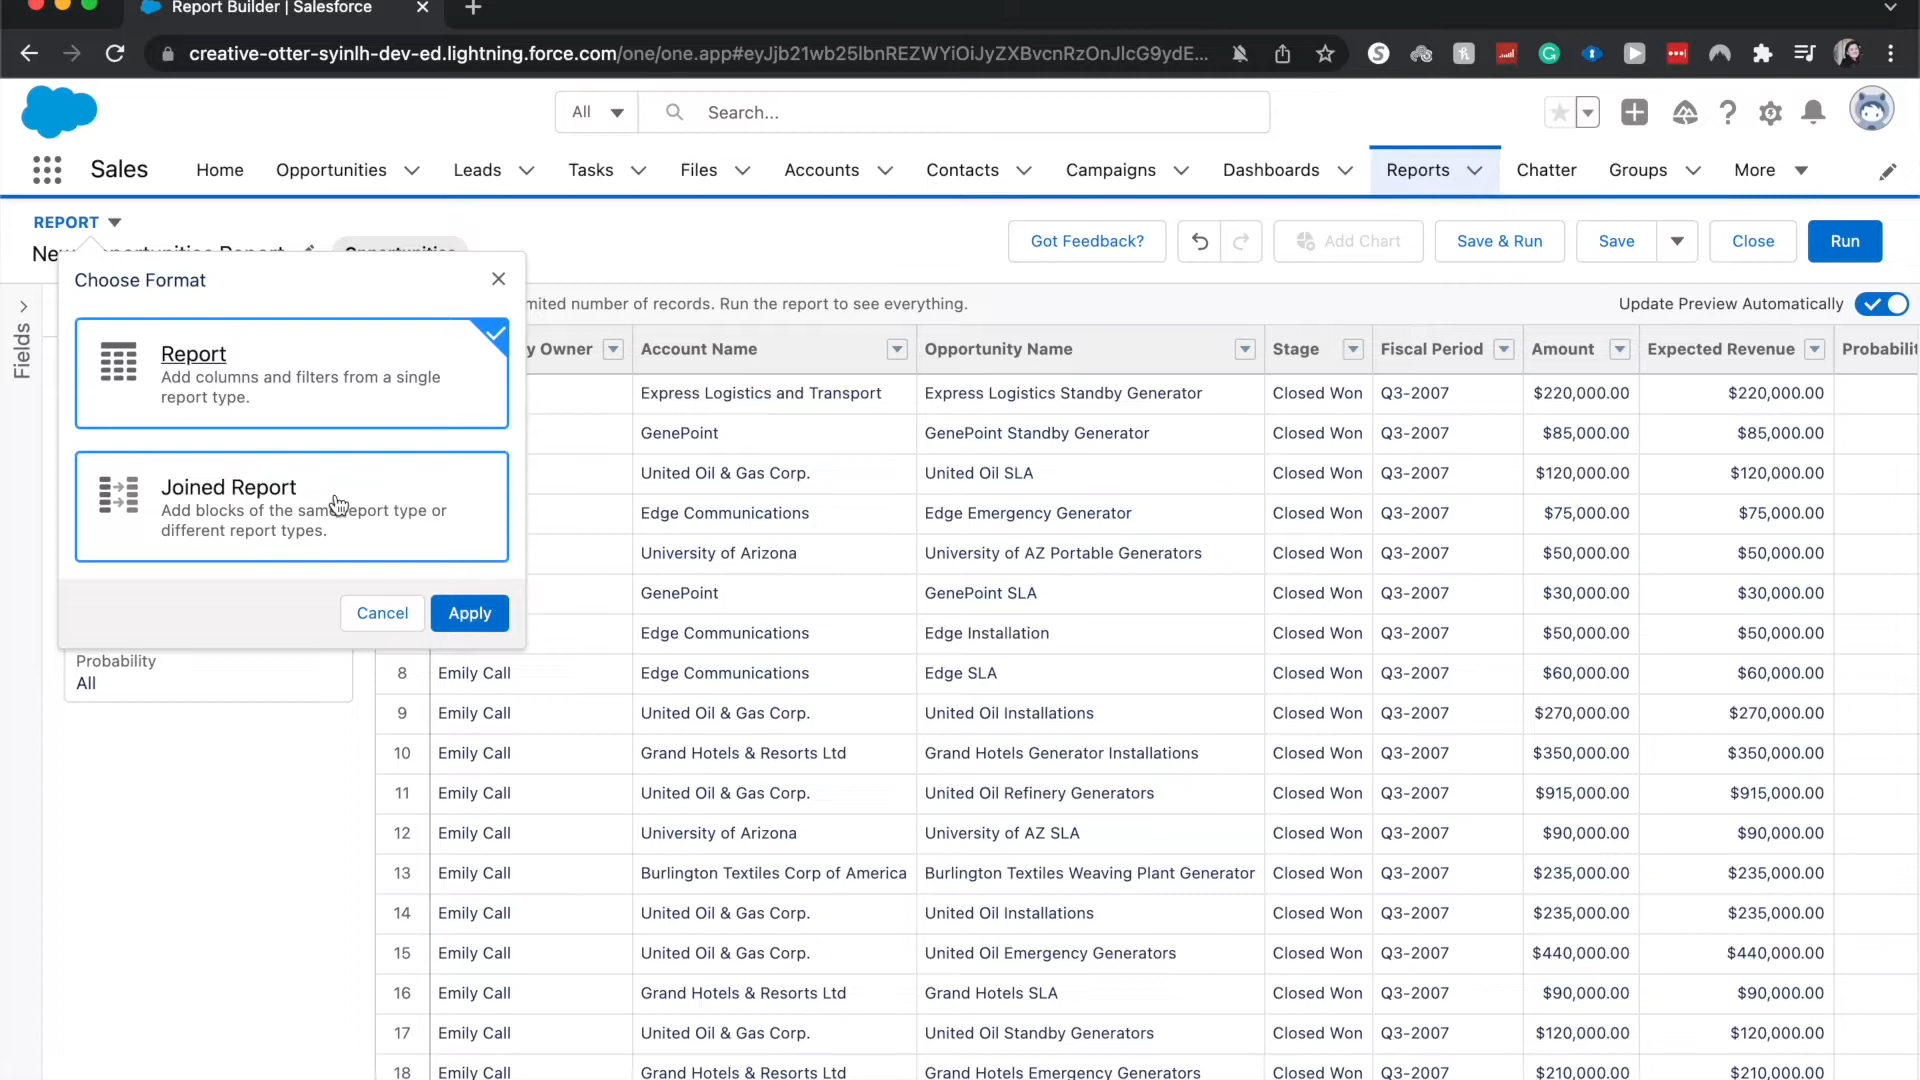 Report Builder | Salesforce
creative-otter-syinlh-dev-ed.lightning.force.com/one/one.app#eyJjb21wb25lbnREZWYiOiJyZXBvcnRzOnJlcG9ydE...
All
Search...
Sales
Home
Opportunities
Leads
Tasks
Files
Accounts
Contacts
Campaigns
Dashboards
Reports
Chatter
Groups
More
REPORT
New Opportunities Report
Opportunities
Got Feedback?
Add Chart
Save & Run
Save
Close
Run
Choose Format
Report
Add columns and filters from a single
report type.
Joined Report
Add blocks of the same report type or
different report types.
Cancel
Apply
Fields
Probability
All
mited number of records. Run the report to see everything.
Update Preview Automatically
y Owner Account Name Opportunity Name Stage Fiscal Period Amount Expected Revenue Probabilit
Express Logistics and Transport Express Logistics Standby Generator Closed Won Q3-2007 $220,000.00 $220,000.00
GenePoint GenePoint Standby Generator Closed Won Q3-2007 $85,000.00 $85,000.00
United Oil & Gas Corp. United Oil SLA Closed Won Q3-2007 $120,000.00 $120,000.00
Edge Communications Edge Emergency Generator Closed Won Q3-2007 $75,000.00 $75,000.00
University of Arizona University of AZ Portable Generators Closed Won Q3-2007 $50,000.00 $50,000.00
GenePoint GenePoint SLA Closed Won Q3-2007 $30,000.00 $30,000.00
Edge Communications Edge Installation Closed Won Q3-2007 $50,000.00 $50,000.00
8 Emily Call Edge Communications Edge SLA Closed Won Q3-2007 $60,000.00 $60,000.00
9 Emily Call United Oil & Gas Corp. United Oil Installations Closed Won Q3-2007 $270,000.00 $270,000.00
10 Emily Call Grand Hotels & Resorts Ltd Grand Hotels Generator Installations Closed Won Q3-2007 $350,000.00 $350,000.00
11 Emily Call United Oil & Gas Corp. United Oil Refinery Generators Closed Won Q3-2007 $915,000.00 $915,000.00
12 Emily Call University of Arizona University of AZ SLA Closed Won Q3-2007 $90,000.00 $90,000.00
13 Emily Call Burlington Textiles Corp of America Burlington Textiles Weaving Plant Generator Closed Won Q3-2007 $235,000.00 $235,000.00
14 Emily Call United Oil & Gas Corp. United Oil Installations Closed Won Q3-2007 $235,000.00 $235,000.00
15 Emily Call United Oil & Gas Corp. United Oil Emergency Generators Closed Won Q3-2007 $440,000.00 $440,000.00
16 Emily Call Grand Hotels & Resorts Ltd Grand Hotels SLA Closed Won Q3-2007 $90,000.00 $90,000.00
17 Emily Call United Oil & Gas Corp. United Oil Standby Generators Closed Won Q3-2007 $120,000.00 $120,000.00
18 Emily Call Grand Hotels & Resorts Ltd Grand Hotels Emergency Generators Closed Won Q3-2007 $210,000.00 $210,000.00